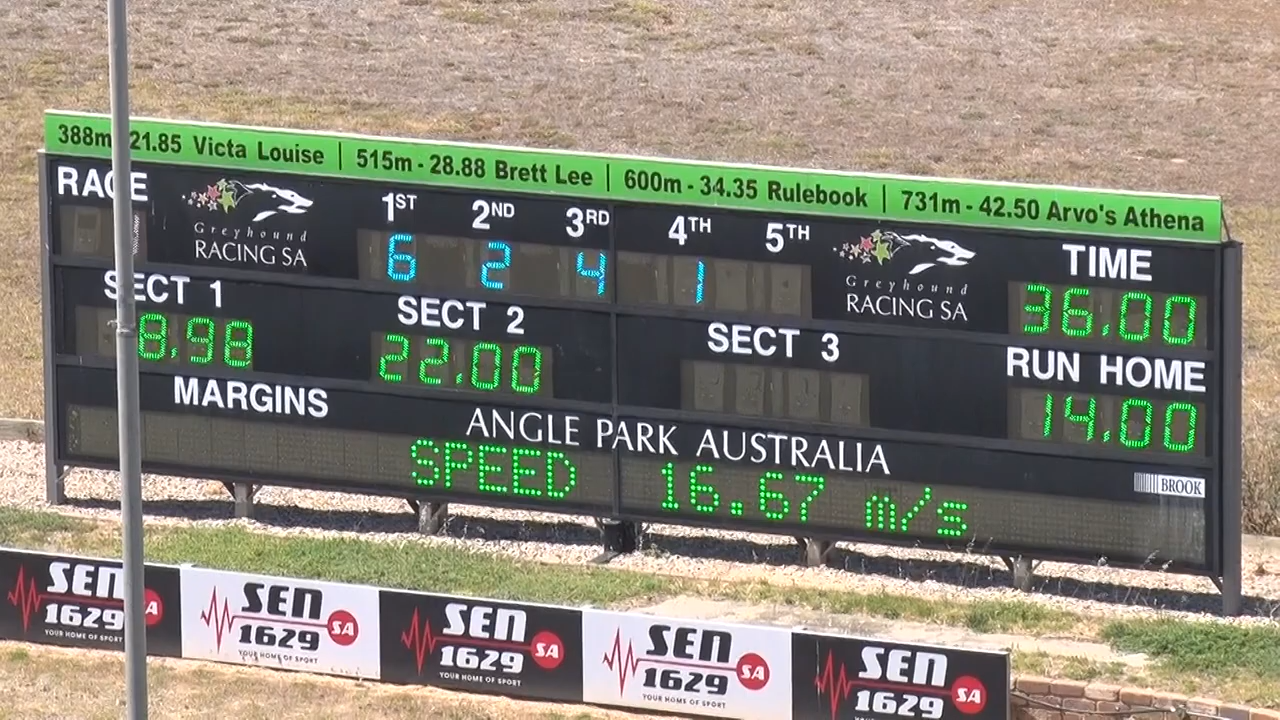 388m 21.85 Victa Louise | 515m - 28.88 Brett Lee | 600m - 34.35 Rulebook | 731m - 42.50 Arvo's Athena
RACE
Greyhound
RACING SA
1ST 2ND 3RD 4TH 5TH
6 2 4 1
Greyhound
RACING SA
TIME
36.00
SECT 1
8.98
SECT 2
22.00
SECT 3
RUN HOME
14.00
MARGINS
ANGLE PARK AUSTRALIA
SPEED 16.67 m/s
BROOK
SEN
1629
SA
YOUR HOME OF SPORT
SEN
1629
SA
YOUR HOME OF SPORT
SEN
1629
SA
YOUR HOME OF SPORT
SEN
1629
SA
YOUR HOME OF SPORT
SEN
1629
SA